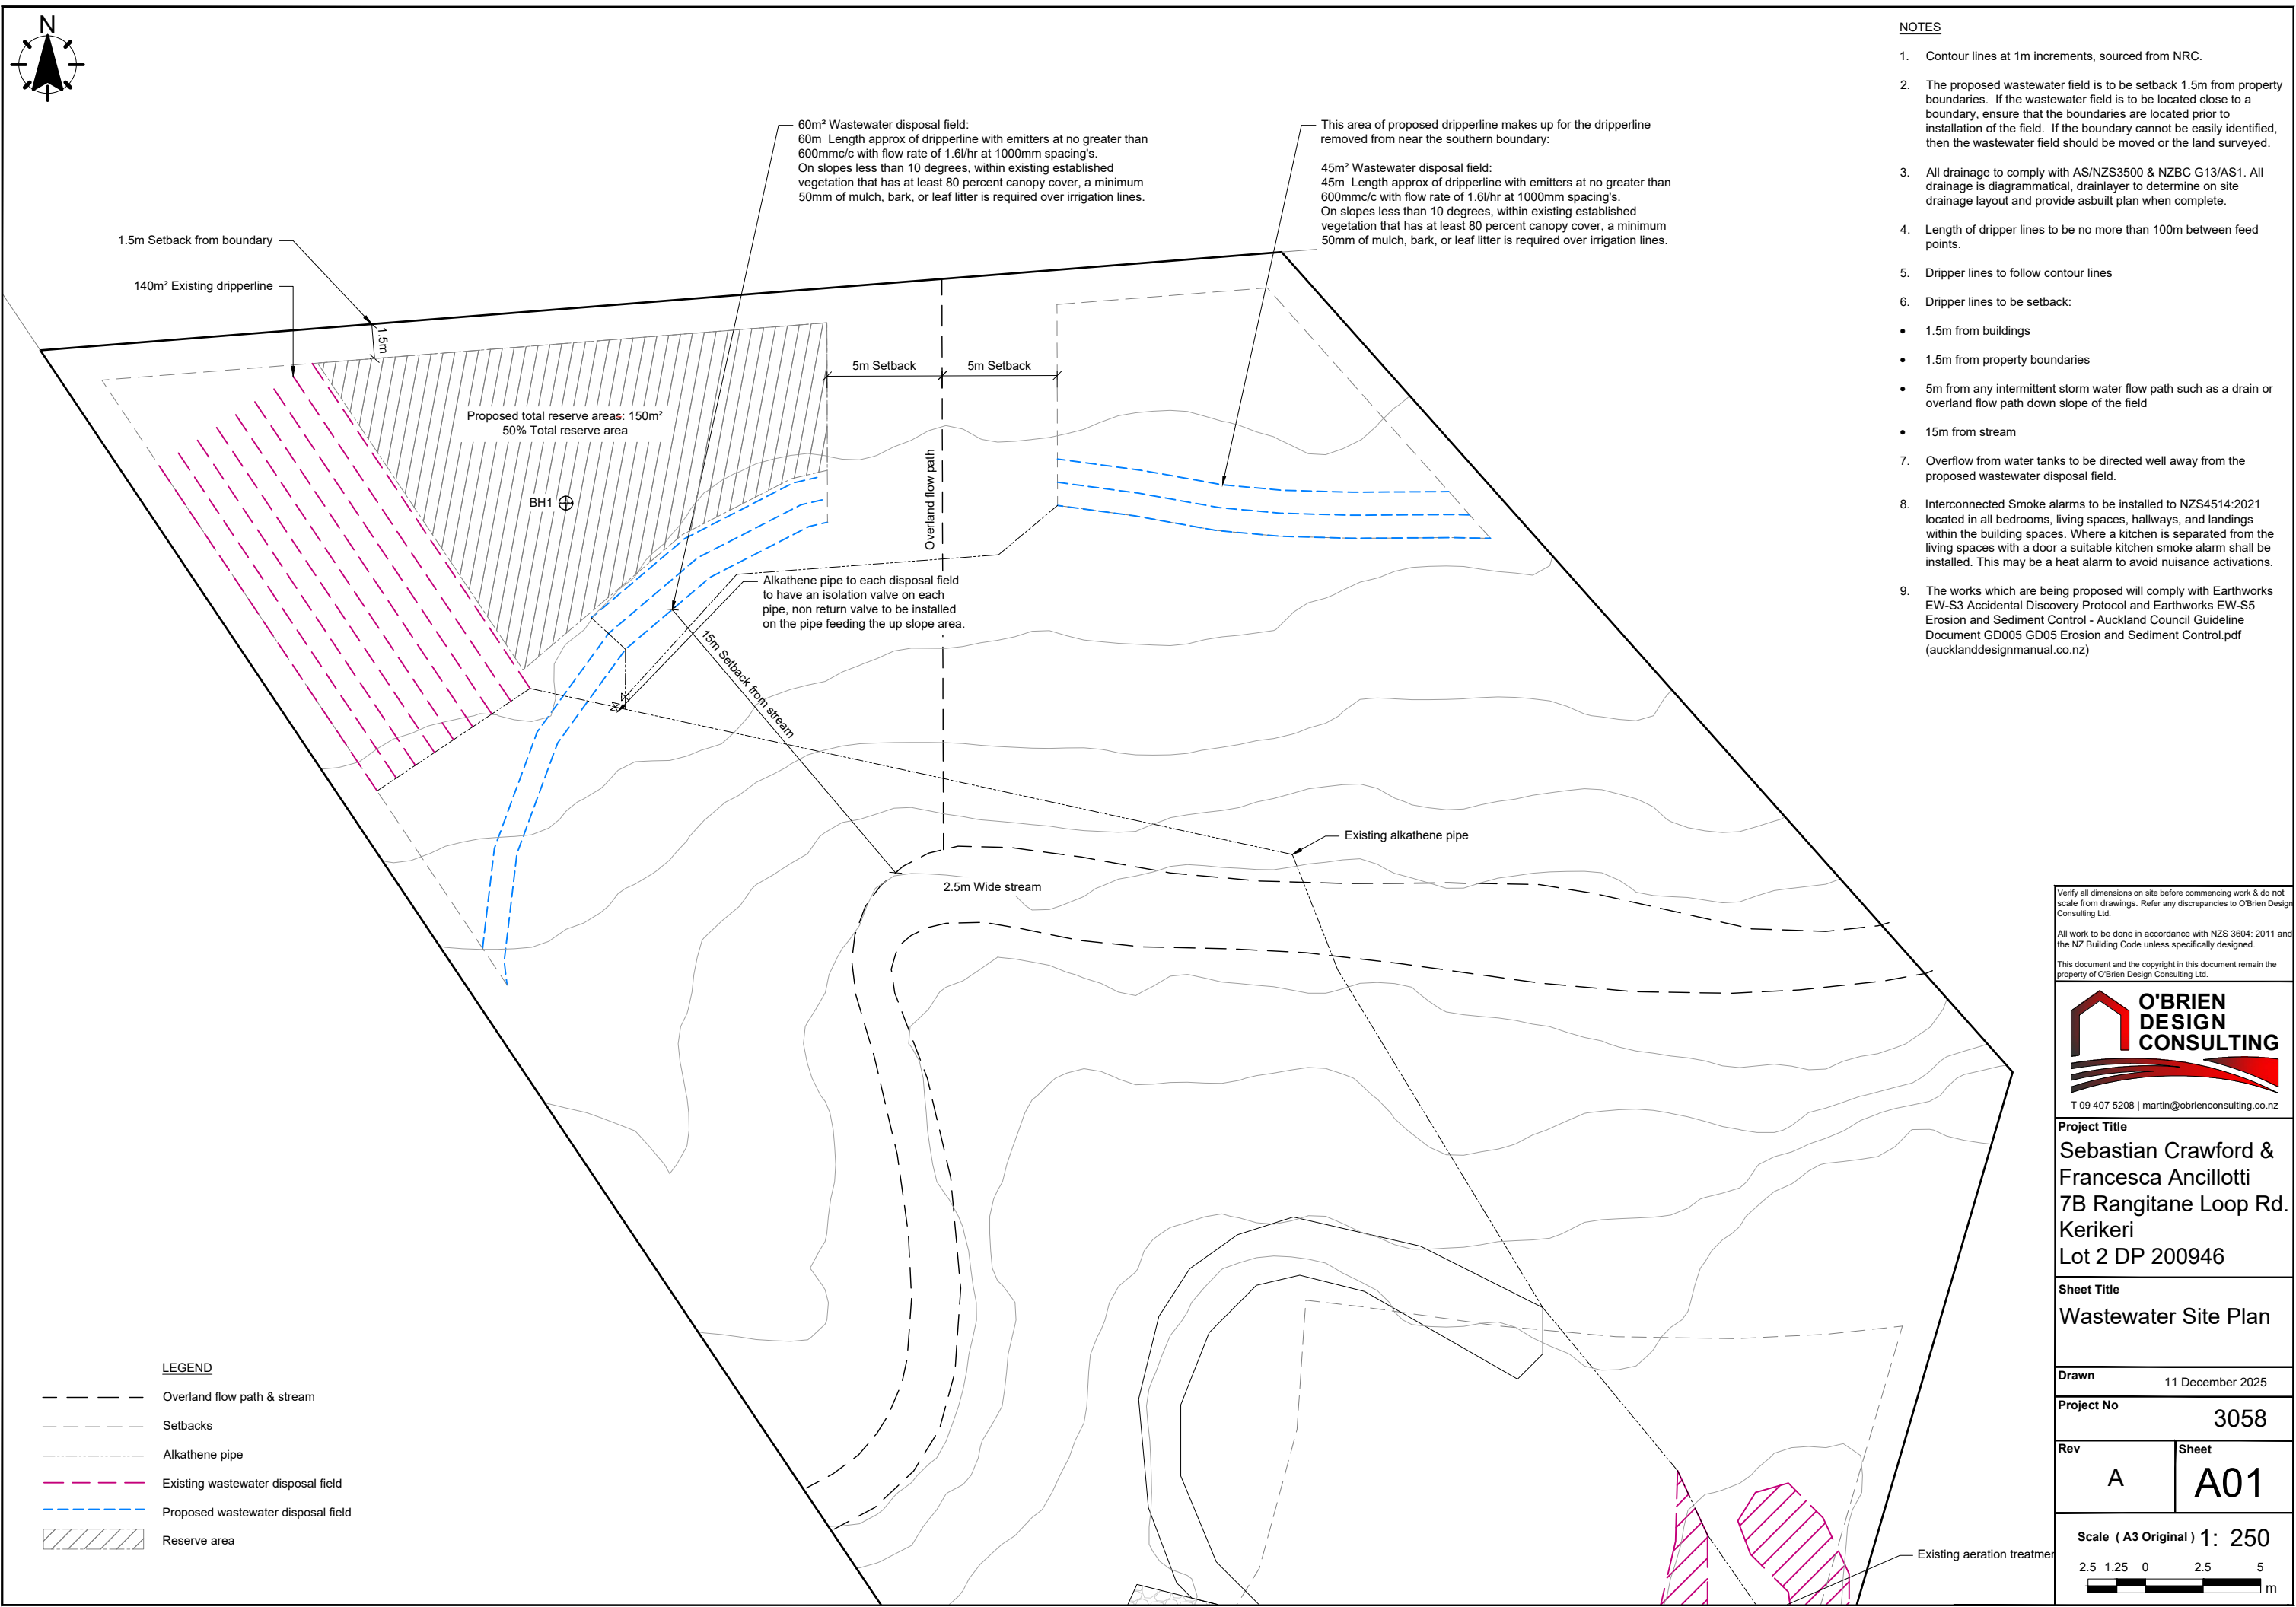 N
NOTES
1. Contour lines at 1m increments, sourced from NRC.
2. The proposed wastewater field is to be setback 1.5m from property
boundaries. If the wastewater field is to be located close to a
boundary, ensure that the boundaries are located prior to
installation of the field. If the boundary cannot be easily identified,
then the wastewater field should be moved or the land surveyed.
3. All drainage to comply with AS/NZS3500 & NZBC G13/AS1. All
drainage is diagrammatical, drainlayer to determine on site
drainage layout and provide asbuilt plan when complete.
4. Length of dripper lines to be no more than 100m between feed
points.
5. Dripper lines to follow contour lines
6. Dripper lines to be setback:
• 1.5m from buildings
• 1.5m from property boundaries
• 5m from any intermittent storm water flow path such as a drain or
overland flow path down slope of the field
• 15m from stream
7. Overflow from water tanks to be directed well away from the
proposed wastewater disposal field.
8. Interconnected Smoke alarms to be installed to NZS4514:2021
located in all bedrooms, living spaces, hallways, and landings
within the building spaces. Where a kitchen is separated from the
living spaces with a door a suitable kitchen smoke alarm shall be
installed. This may be a heat alarm to avoid nuisance activations.
9. The works which are being proposed will comply with Earthworks
EW-S3 Accidental Discovery Protocol and Earthworks EW-S5
Erosion and Sediment Control - Auckland Council Guideline
Document GD005 GD05 Erosion and Sediment Control.pdf
(aucklanddesignmanual.co.nz)
60m² Wastewater disposal field:
60m Length approx of dripperline with emitters at no greater than
600mmc/c with flow rate of 1.6l/hr at 1000mm spacing's.
On slopes less than 10 degrees, within existing established
vegetation that has at least 80 percent canopy cover, a minimum
50mm of mulch, bark, or leaf litter is required over irrigation lines.
This area of proposed dripperline makes up for the dripperline
removed from near the southern boundary:
45m² Wastewater disposal field:
45m Length approx of dripperline with emitters at no greater than
600mmc/c with flow rate of 1.6l/hr at 1000mm spacing's.
On slopes less than 10 degrees, within existing established
vegetation that has at least 80 percent canopy cover, a minimum
50mm of mulch, bark, or leaf litter is required over irrigation lines.
1.5m Setback from boundary
140m² Existing dripperline
1.5m
5m Setback
5m Setback
Proposed total reserve areas: 150m²
50% Total reserve area
BH1
Overland flow path
Alkathene pipe to each disposal field
to have an isolation valve on each
pipe, non return valve to be installed
on the pipe feeding the up slope area.
15m Setback from stream
Existing alkathene pipe
2.5m Wide stream
Existing aeration treatmen
LEGEND
Overland flow path & stream
Setbacks
Alkathene pipe
Existing wastewater disposal field
Proposed wastewater disposal field
Reserve area
Verify all dimensions on site before commencing work & do not
scale from drawings. Refer any discrepancies to O'Brien Design
Consulting Ltd.
All work to be done in accordance with NZS 3604: 2011 and
the NZ Building Code unless specifically designed.
This document and the copyright in this document remain the
property of O'Brien Design Consulting Ltd.
O'BRIEN
DESIGN
CONSULTING
T 09 407 5208 | martin@obrienconsulting.co.nz
Project Title
Sebastian Crawford &
Francesca Ancillotti
7B Rangitane Loop Rd.
Kerikeri
Lot 2 DP 200946
Sheet Title
Wastewater Site Plan
Drawn
11 December 2025
Project No
3058
Rev
A
Sheet
A01
Scale ( A3 Original ) 1: 250
2.5 1.25 0 2.5 5
m